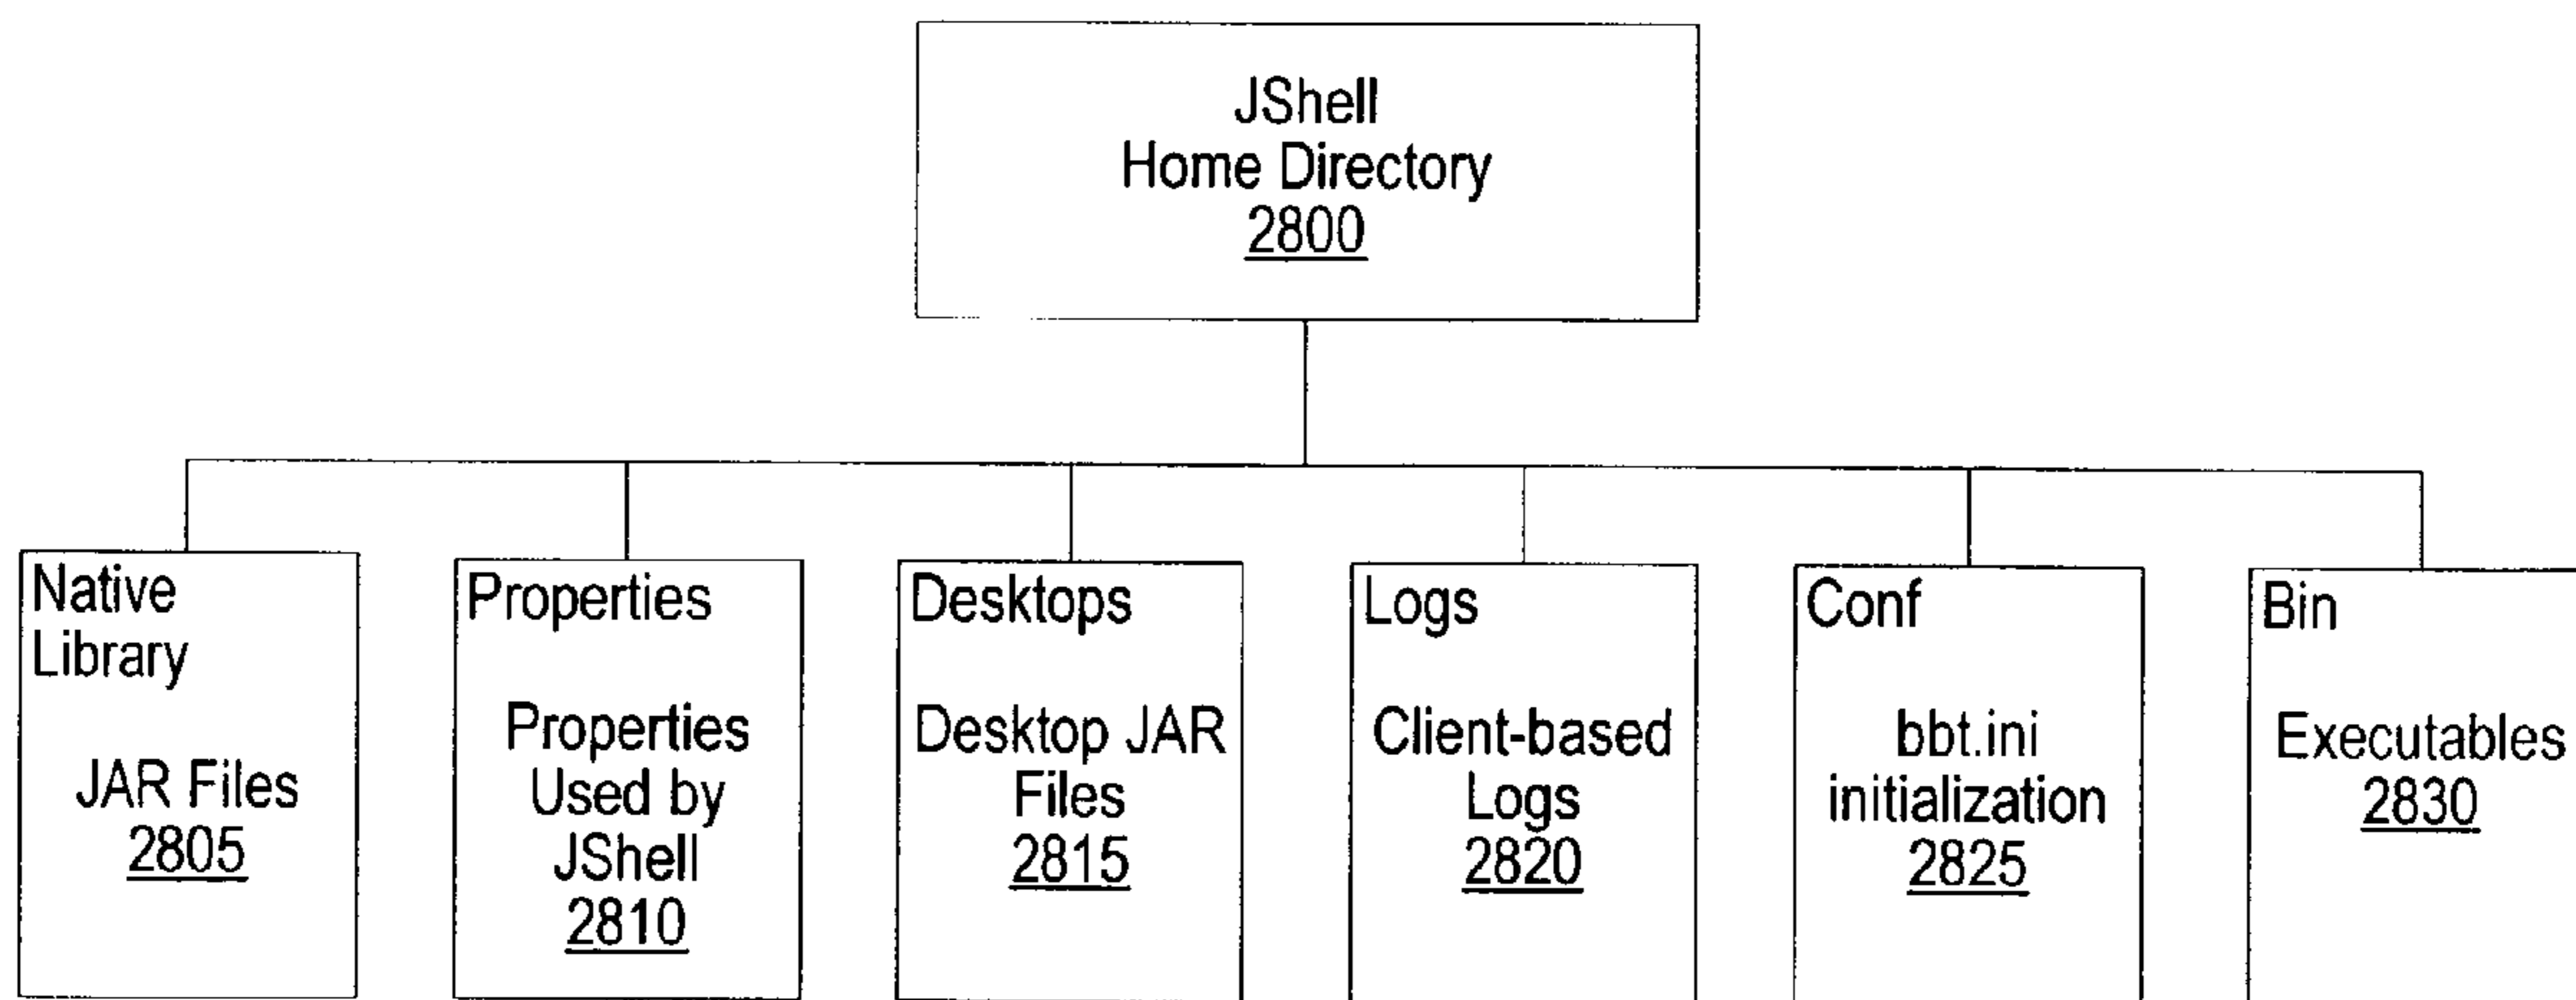 JShell
Home Directory
2800
Native
Library
JAR Files
2805
Properties
Properties
Used by
JShell
2810
Desktops
Desktop JAR
Files
2815
Logs
Client-based
Logs
2820
Conf
bbt.ini
initialization
2825
Bin
Executables
2830